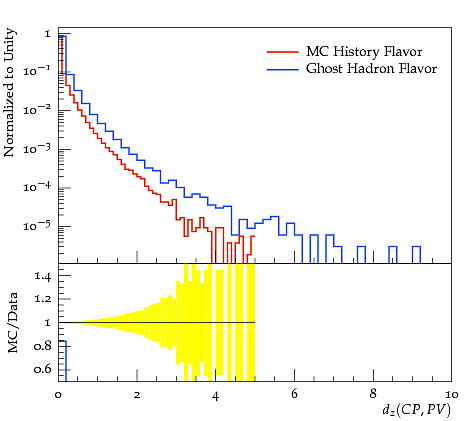 Normalized to Unity
1
10⁻¹
10⁻²
10⁻³
10⁻⁴
10⁻⁵
MC History Flavor
Ghost Hadron Flavor
MC/Data
1.4
1.2
1
0.8
0.6
0 2 4 6 8 10
d_z(CP, PV)